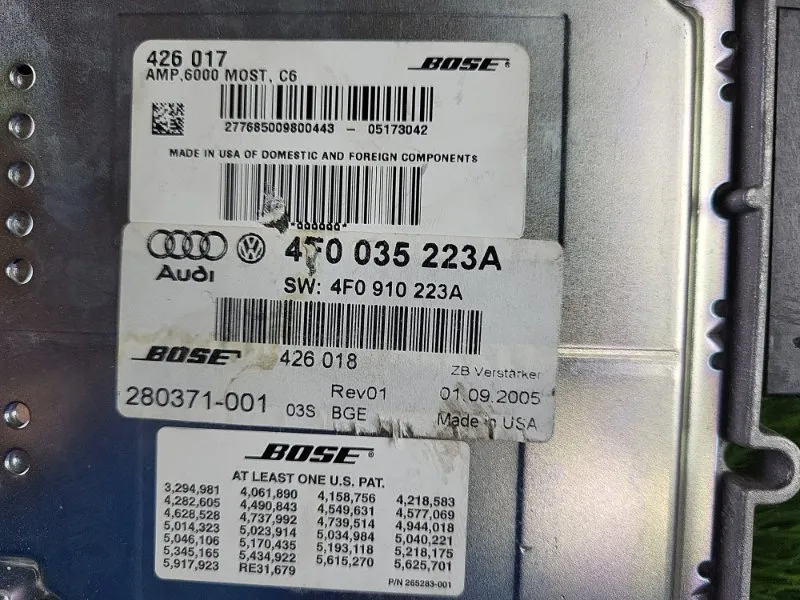 426 017
AMP,6000 MOST, C6
BOSE®
277685009800443 - 05173042
MADE IN USA OF DOMESTIC AND FOREIGN COMPONENTS
*000000*
Audi
4F0 035 223A
SW: 4F0 910 223A
BOSE 426 018
ZB Verstärker
280371-001 03S Rev01 01.09.2005
BGE Made in USA
BOSE®
AT LEAST ONE U.S. PAT.
3,294,981 4,061,890 4,158,756 4,218,583
4,282,605 4,490,843 4,549,631 4,577,069
4,628,528 4,737,992 4,739,514 4,944,018
5,014,323 5,023,914 5,034,984 5,040,221
5,046,106 5,170,435 5,193,118 5,218,175
5,345,165 5,434,922 5,615,270 5,625,701
5,917,923 RE31,679
P/N 265283-001